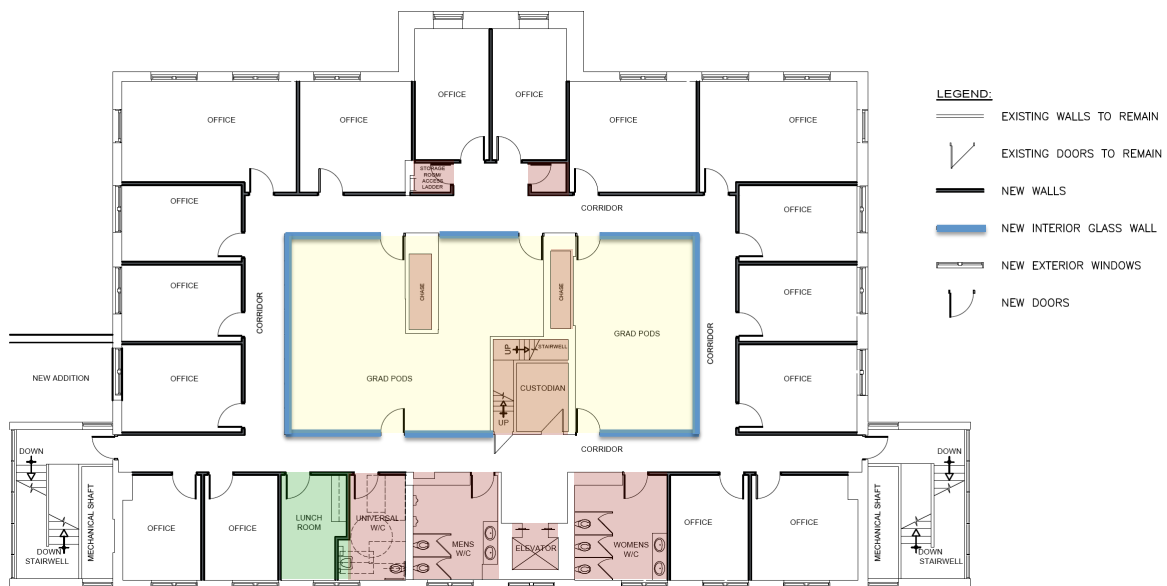 OFFICE
OFFICE
OFFICE
OFFICE
OFFICE
OFFICE
STORAGE
ROOM/
ACCESS
LADDER
CORRIDOR
OFFICE
OFFICE
OFFICE
OFFICE
OFFICE
OFFICE
CORRIDOR
CORRIDOR
CHASE
CHASE
GRAD PODS
GRAD PODS
UP
STAIRWELL
CUSTODIAN
UP
NEW ADDITION
CORRIDOR
DOWN
DOWN
STAIRWELL
MECHANICAL SHAFT
OFFICE
OFFICE
LUNCH
ROOM
UNIVERSAL
W/C
MENS
W/C
ELEVATOR
WOMENS
W/C
OFFICE
OFFICE
MECHANICAL SHAFT
DOWN
DOWN
STAIRWELL
LEGEND:
EXISTING WALLS TO REMAIN
EXISTING DOORS TO REMAIN
NEW WALLS
NEW INTERIOR GLASS WALL
NEW EXTERIOR WINDOWS
NEW DOORS